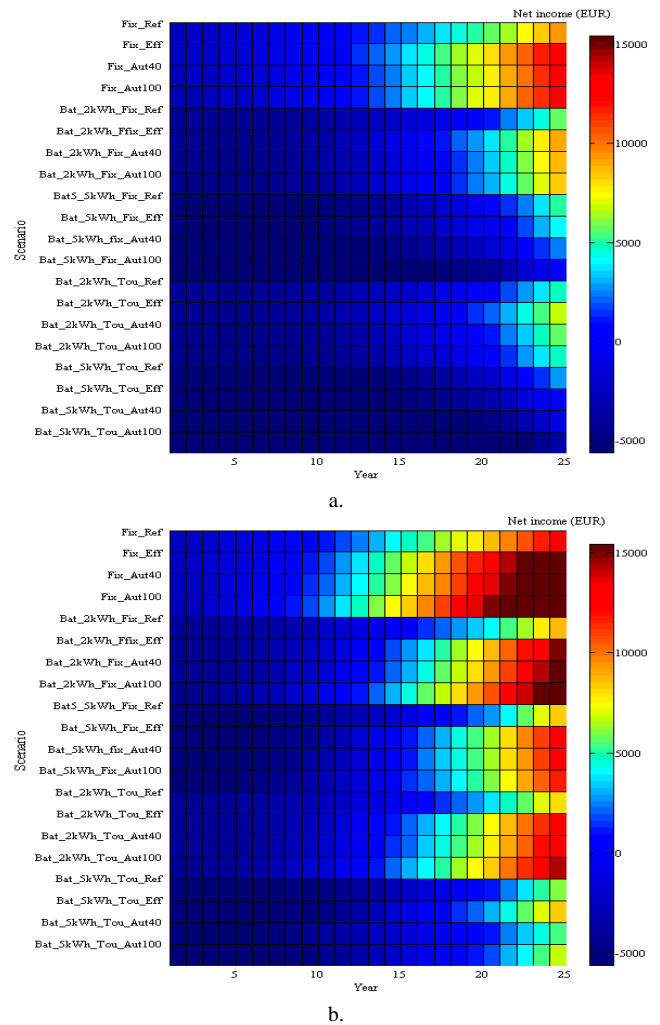 Net income (EUR)
Fix_Ref
Fix_Eff
Fix_Aut40
Fix_Aut100
Bat_2kWh_Fix_Ref
Bat_2kWh_Ffix_Eff
Bat_2kWh_Fix_Aut40
Bat_2kWh_Fix_Aut100
Bat5_5kWh_Fix_Ref
Bat_5kWh_Fix_Eff
Bat_5kWh_fix_Aut40
Bat_5kWh_Fix_Aut100
Bat_2kWh_Tou_Ref
Bat_2kWh_Tou_Eff
Bat_2kWh_Tou_Aut40
Bat_2kWh_Tou_Aut100
Bat_5kWh_Tou_Ref
Bat_5kWh_Tou_Eff
Bat_5kWh_Tou_Aut40
Bat_5kWh_Tou_Aut100
Scenario
5 10 15 20 25
Year
15000
10000
5000
0
-5000
a.
Net income (EUR)
Fix_Ref
Fix_Eff
Fix_Aut40
Fix_Aut100
Bat_2kWh_Fix_Ref
Bat_2kWh_Ffix_Eff
Bat_2kWh_Fix_Aut40
Bat_2kWh_Fix_Aut100
Bat5_5kWh_Fix_Ref
Bat_5kWh_Fix_Eff
Bat_5kWh_fix_Aut40
Bat_5kWh_Fix_Aut100
Bat_2kWh_Tou_Ref
Bat_2kWh_Tou_Eff
Bat_2kWh_Tou_Aut40
Bat_2kWh_Tou_Aut100
Bat_5kWh_Tou_Ref
Bat_5kWh_Tou_Eff
Bat_5kWh_Tou_Aut40
Bat_5kWh_Tou_Aut100
Scenario
5 10 15 20 25
Year
15000
10000
5000
0
-5000
b.